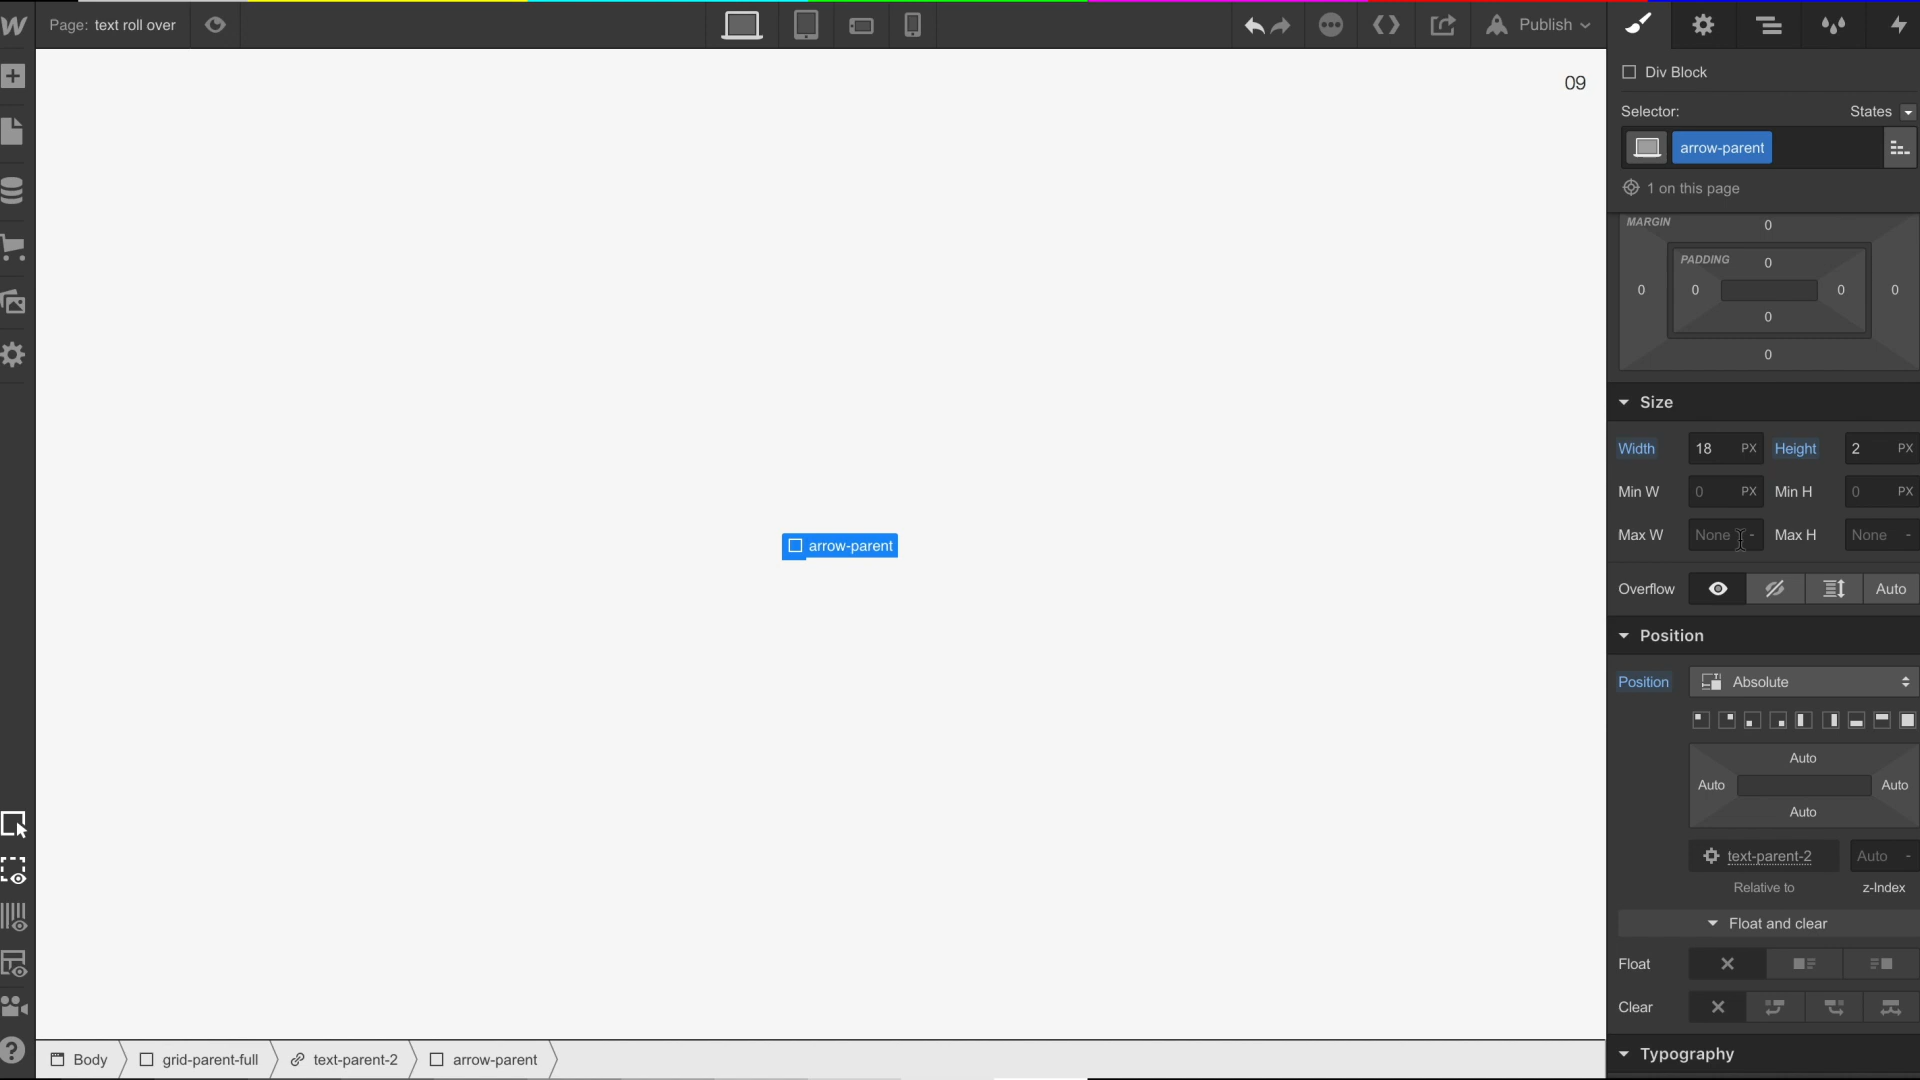 Page: text roll over
Publish
09
Div Block
Selector:
States
arrow-parent
1 on this page
MARGIN
0
PADDING
0
0
0
0
0
0
0
Size
Width
18
PX
Height
2
PX
Min W
0
PX
Min H
0
PX
Max W
None
-
Max H
None
-
arrow-parent
Overflow
Auto
Position
Position
Absolute
Auto
Auto
Auto
Auto
text-parent-2
Auto
-
Relative to
z-Index
Float and clear
Float
Clear
Typography
Body
grid-parent-full
text-parent-2
arrow-parent